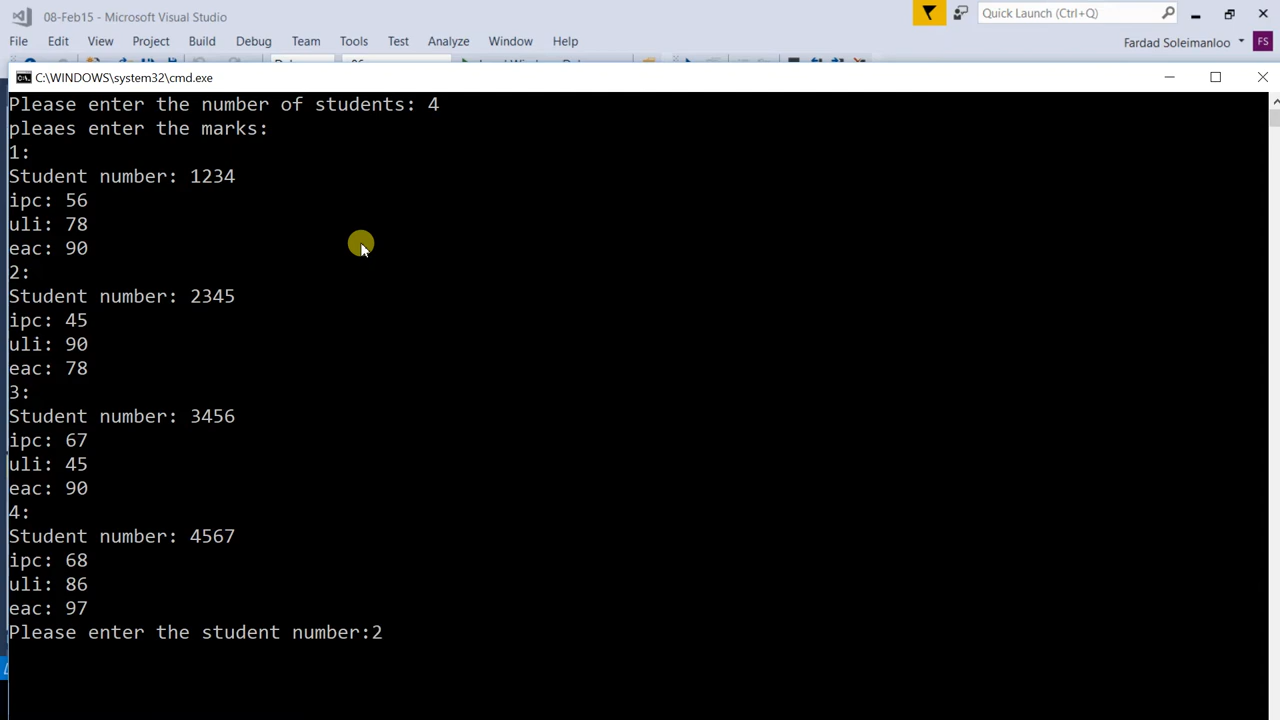 08-Feb15 - Microsoft Visual Studio
Quick Launch (Ctrl+Q)
File Edit View Project Build Debug Team Tools Test Analyze Window Help
Fardad Soleimanloo FS
C:\WINDOWS\system32\cmd.exe
Please enter the number of students: 4
pleaes enter the marks:
1:
Student number: 1234
ipc: 56
uli: 78
eac: 90
2:
Student number: 2345
ipc: 45
uli: 90
eac: 78
3:
Student number: 3456
ipc: 67
uli: 45
eac: 90
4:
Student number: 4567
ipc: 68
uli: 86
eac: 97
Please enter the student number:2